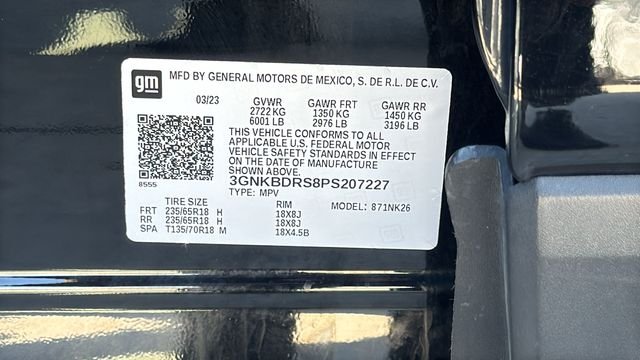 gm MFD BY GENERAL MOTORS DE MEXICO, S. DE R.L. DE C.V.
03/23 GVWR GAWR FRT GAWR RR
2722 KG 1350 KG 1450 KG
6001 LB 2976 LB 3196 LB
THIS VEHICLE CONFORMS TO ALL
APPLICABLE U.S. FEDERAL MOTOR
VEHICLE SAFETY STANDARDS IN EFFECT
ON THE DATE OF MANUFACTURE
SHOWN ABOVE.
8555 3GNKBDRS8PS207227
TYPE: MPV
TIRE SIZE RIM MODEL: 871NK26
FRT 235/65R18 H 18X8J
RR 235/65R18 H 18X8J
SPA T135/70R18 M 18X4.5B